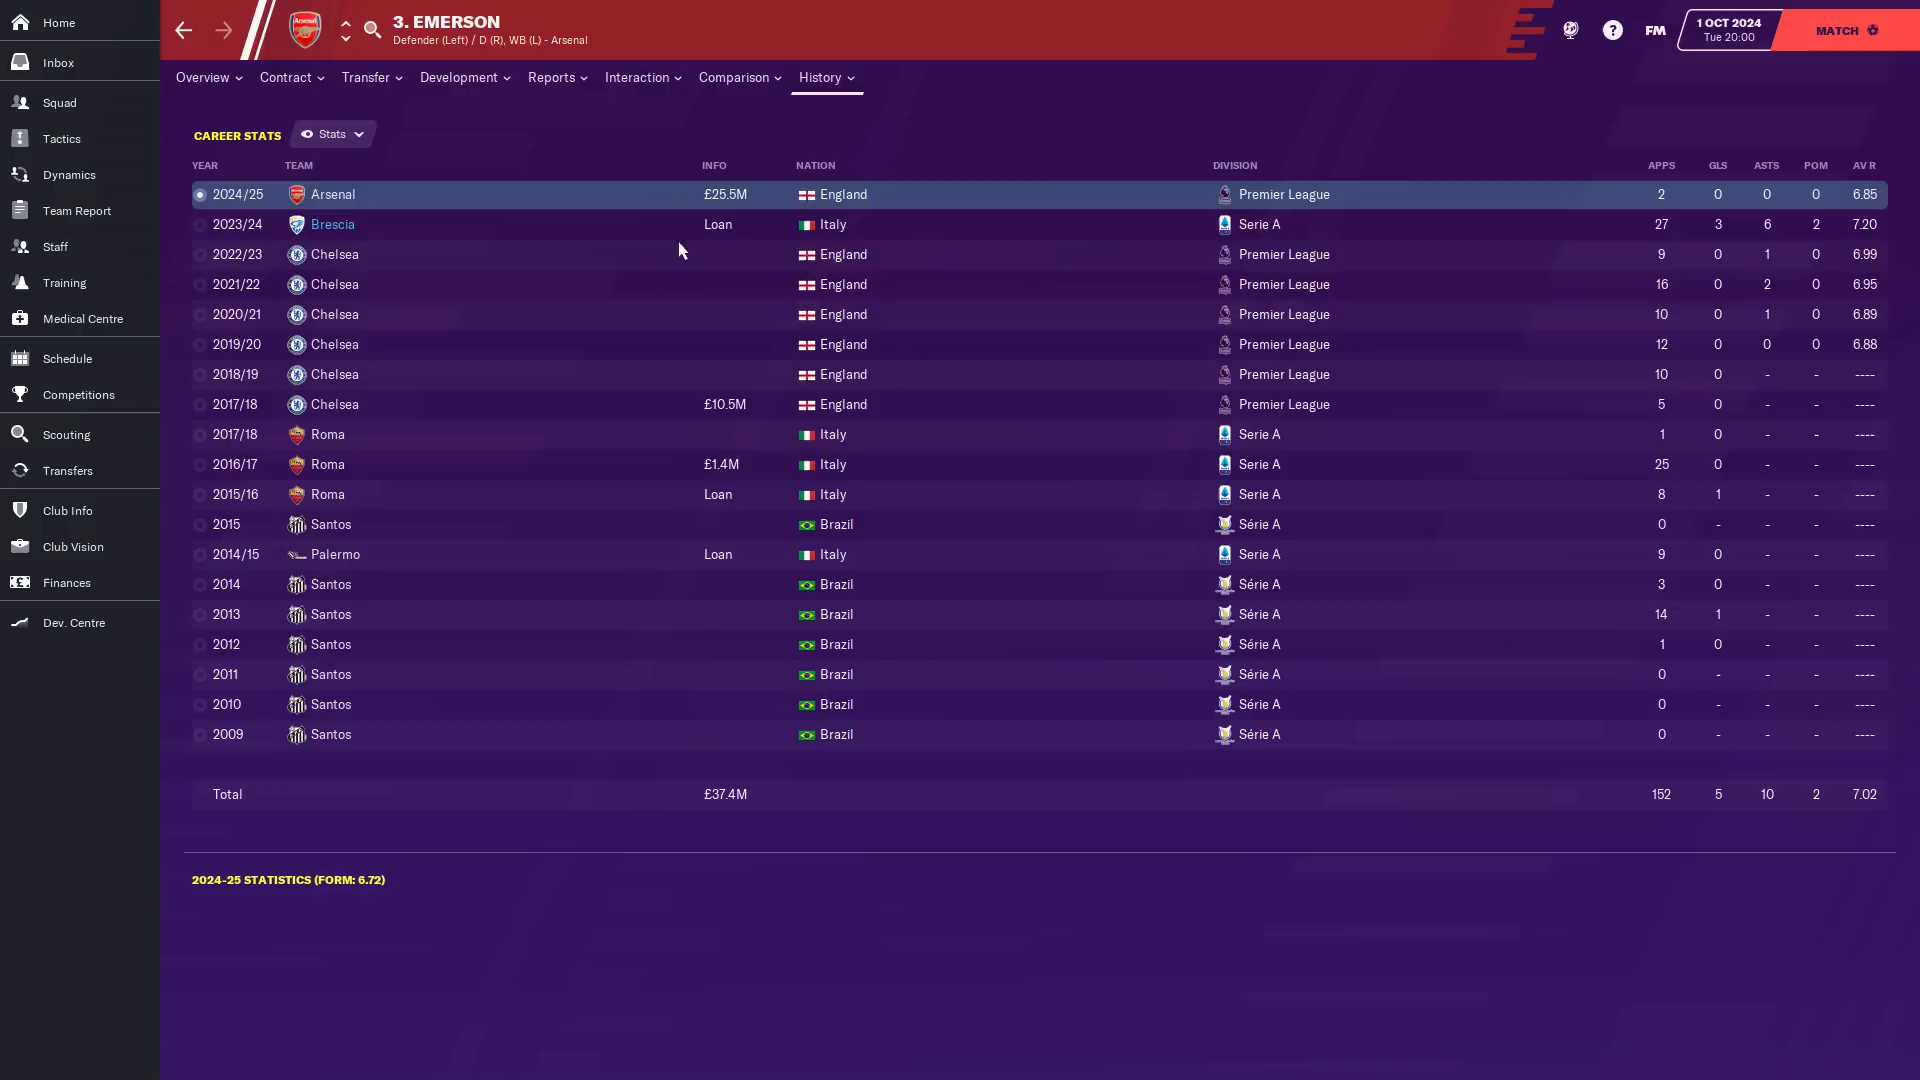 Home
Inbox
Squad
Tactics
Dynamics
Team Report
Staff
Training
Medical Centre
Schedule
Competitions
Scouting
Transfers
Club Info
Club Vision
Finances
Dev. Centre
3. EMERSON
Defender (Left) / D (R), WB (L) - Arsenal
? FM 1 OCT 2024 MATCH
Tue 20:00
Overview Contract Transfer Development Reports Interaction Comparison History
CAREER STATS Stats
YEAR TEAM INFO NATION DIVISION APPS GLS ASTS POM AV R
2024/25 Arsenal £25.5M England Premier League 2 0 0 0 6.85
2023/24 Brescia Loan Italy Serie A 27 3 6 2 7.20
2022/23 Chelsea England Premier League 9 0 1 0 6.99
2021/22 Chelsea England Premier League 16 0 2 0 6.95
2020/21 Chelsea England Premier League 10 0 1 0 6.89
2019/20 Chelsea England Premier League 12 0 0 0 6.88
2018/19 Chelsea England Premier League 10 0 - - ----
2017/18 Chelsea £10.5M England Premier League 5 0 - - ----
2017/18 Roma Italy Serie A 1 0 - - ----
2016/17 Roma £1.4M Italy Serie A 25 0 - - ----
2015/16 Roma Loan Italy Serie A 8 1 - - ----
2015 Santos Brazil Série A 0 - - - ----
2014/15 Palermo Loan Italy Serie A 9 0 - - ----
2014 Santos Brazil Série A 3 0 - - ----
2013 Santos Brazil Série A 14 1 - - ----
2012 Santos Brazil Série A 1 0 - - ----
2011 Santos Brazil Série A 0 - - - ----
2010 Santos Brazil Série A 0 - - - ----
2009 Santos Brazil Série A 0 - - - ----
Total £37.4M 152 5 10 2 7.02
2024-25 STATISTICS (FORM: 6.72)